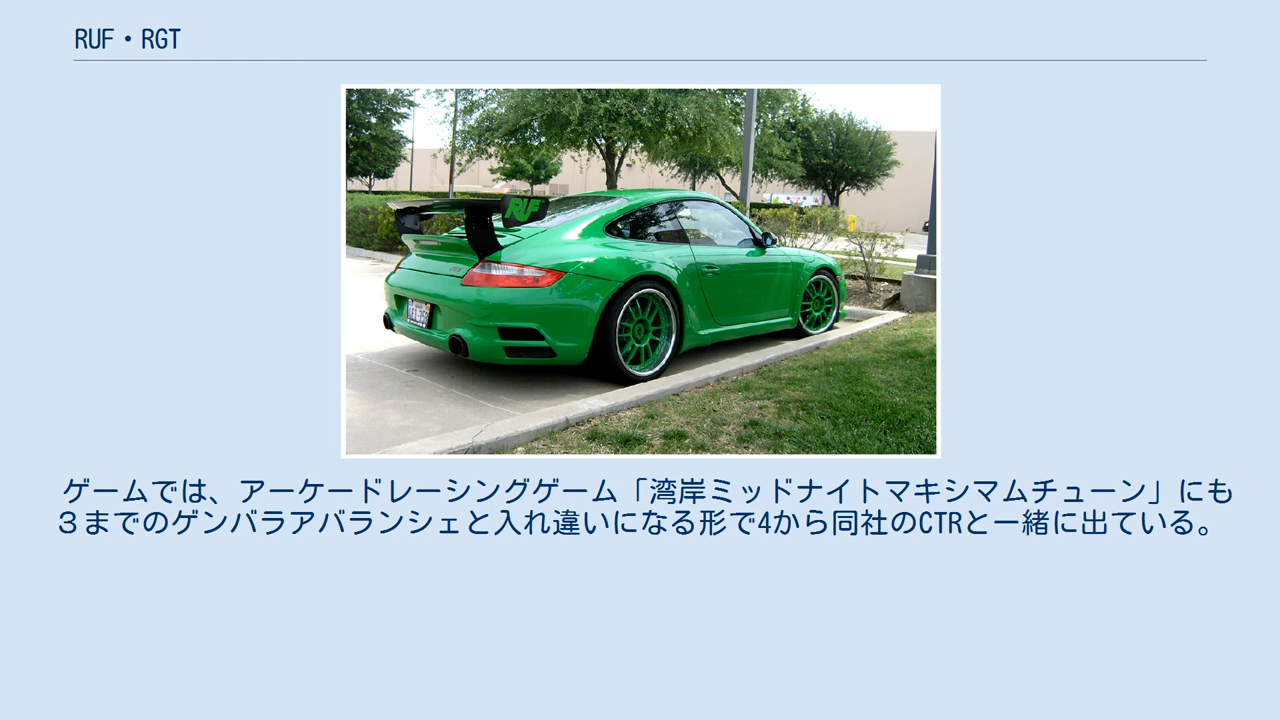 RUF・RGT
RUF
ゲームでは、アーケードレーシングゲーム「湾岸ミッドナイトマキシマムチューン」にも
３までのゲンバラアバランシェと入れ違いになる形で4から同社のCTRと一緒に出ている。